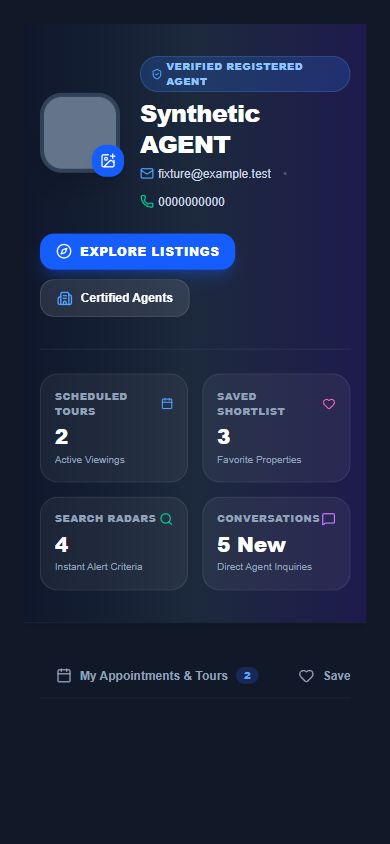 VERIFIED REGISTERED
AGENT
Synthetic
AGENT
fixture@example.test
0000000000
EXPLORE LISTINGS
Certified Agents
SCHEDULED
TOURS
2
Active Viewings
SAVED
SHORTLIST
3
Favorite Properties
SEARCH RADARS
4
Instant Alert Criteria
CONVERSATIONS
5 New
Direct Agent Inquiries
My Appointments & Tours 2
Save